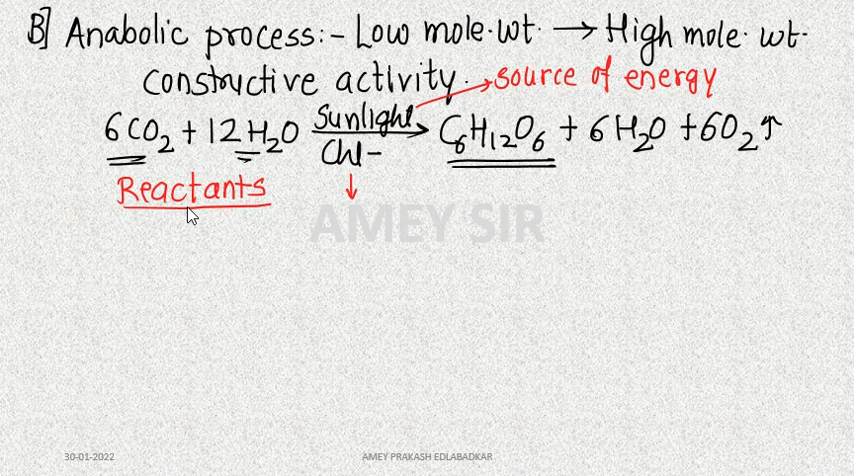 B] Anabolic process:- Low mole.wt. → High mole. wt.
constructive activity. → source of energy
6CO₂ + 12H₂O Sunlight Chl- → C₆H₁₂O₆ + 6H₂O + 6O₂↑
Reactants ↓
AMEY SIR
30-01-2022 AMEY PRAKASH EDLABADKAR